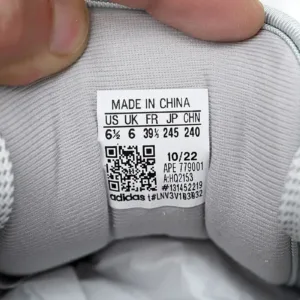 MADE IN CHINA
US UK FR JP CHN
6½ 6 39⅓ 245 240
10/22
APE 779001
A:HQ2153
#131452219
adidas t#LNV3V183B32